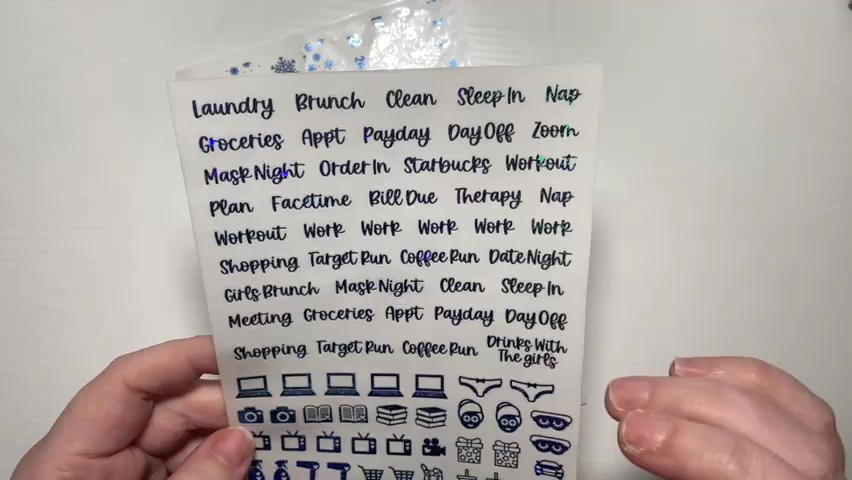 Laundry Brunch Clean Sleep In Nap
Groceries Appt Payday Day Off Zoom
Mask Night Order In Starbucks Workout
Plan Facetime Bill Due Therapy Nap
Workout Work Work Work Work Work
Shopping Target Run Coffee Run Date Night
Girls Brunch Mask Night Clean Sleep In
Meeting Groceries Appt Payday Day Off
Shopping Target Run Coffee Run Drinks With
The girls